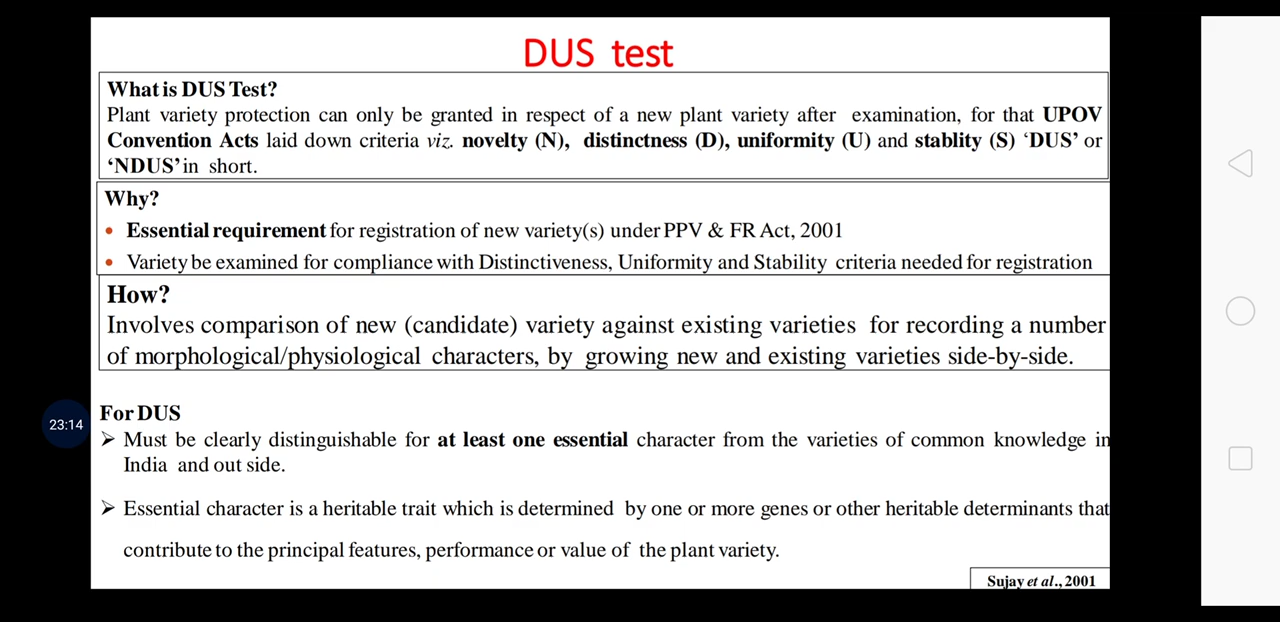 DUS test
What is DUS Test?
Plant variety protection can only be granted in respect of a new plant variety after examination, for that UPOV
Convention Acts laid down criteria viz. novelty (N), distinctness (D), uniformity (U) and stablity (S) ‘DUS’ or
‘NDUS’ in short.
Why?
• Essential requirement for registration of new variety(s) under PPV & FR Act, 2001
• Variety be examined for compliance with Distinctiveness, Uniformity and Stability criteria needed for registration
How?
Involves comparison of new (candidate) variety against existing varieties for recording a number
of morphological/physiological characters, by growing new and existing varieties side-by-side.
23:14
For DUS
➢ Must be clearly distinguishable for at least one essential character from the varieties of common knowledge in
India and out side.
➢ Essential character is a heritable trait which is determined by one or more genes or other heritable determinants that
contribute to the principal features, performance or value of the plant variety.
Sujay et al., 2001